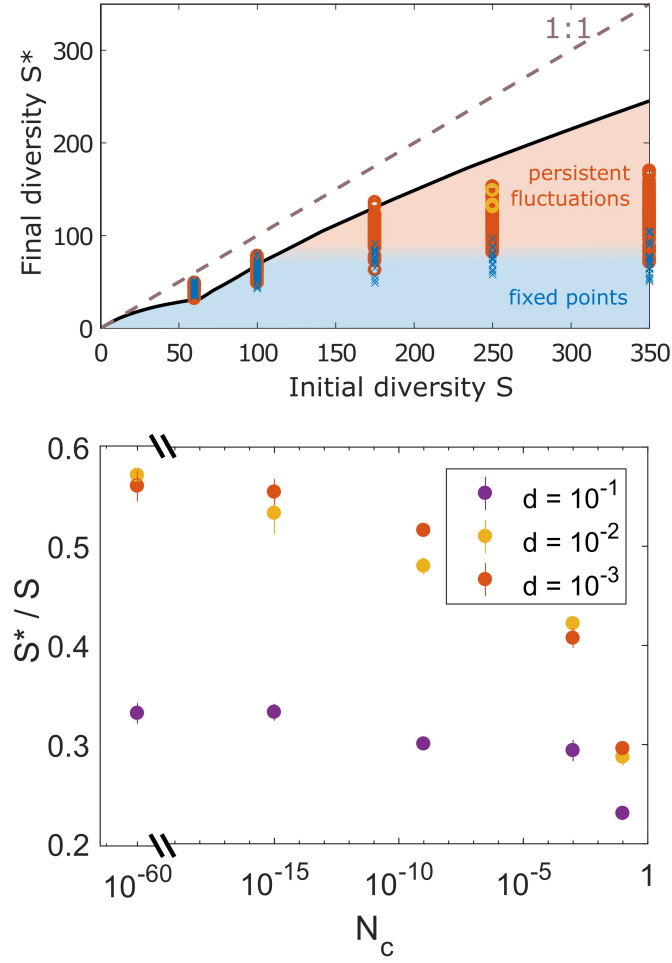 1:1
300
200
100
0
Final diversity S*
persistent
fluctuations
fixed points
0 50 100 150 200 250 300 350
Initial diversity S
0.6
0.5
0.4
0.3
0.2
S* / S
d = 10⁻¹
d = 10⁻²
d = 10⁻³
10⁻⁶⁰ 10⁻¹⁵ 10⁻¹⁰ 10⁻⁵ 1
N_c